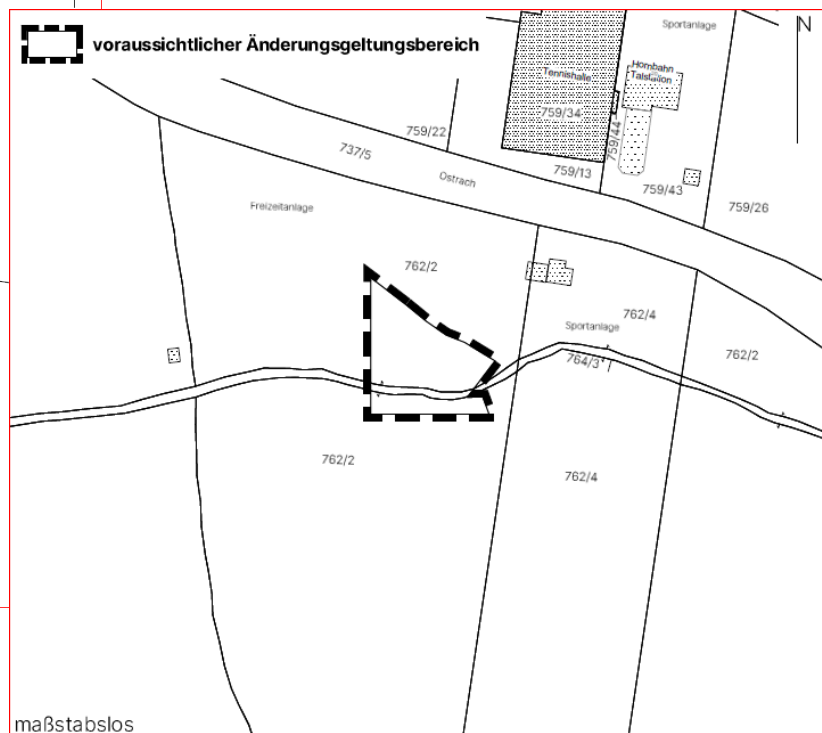 voraussichtlicher Änderungsgeltungsbereich
Sportanlage
N
Tennishalle
Hornbahn
Talstation
759/34
759/44
759/22
737/5
Ostrach
759/13
759/43
759/26
Freizeitanlage
762/2
762/4
Sportanlage
764/3
762/2
762/2
762/4
maßstabslos